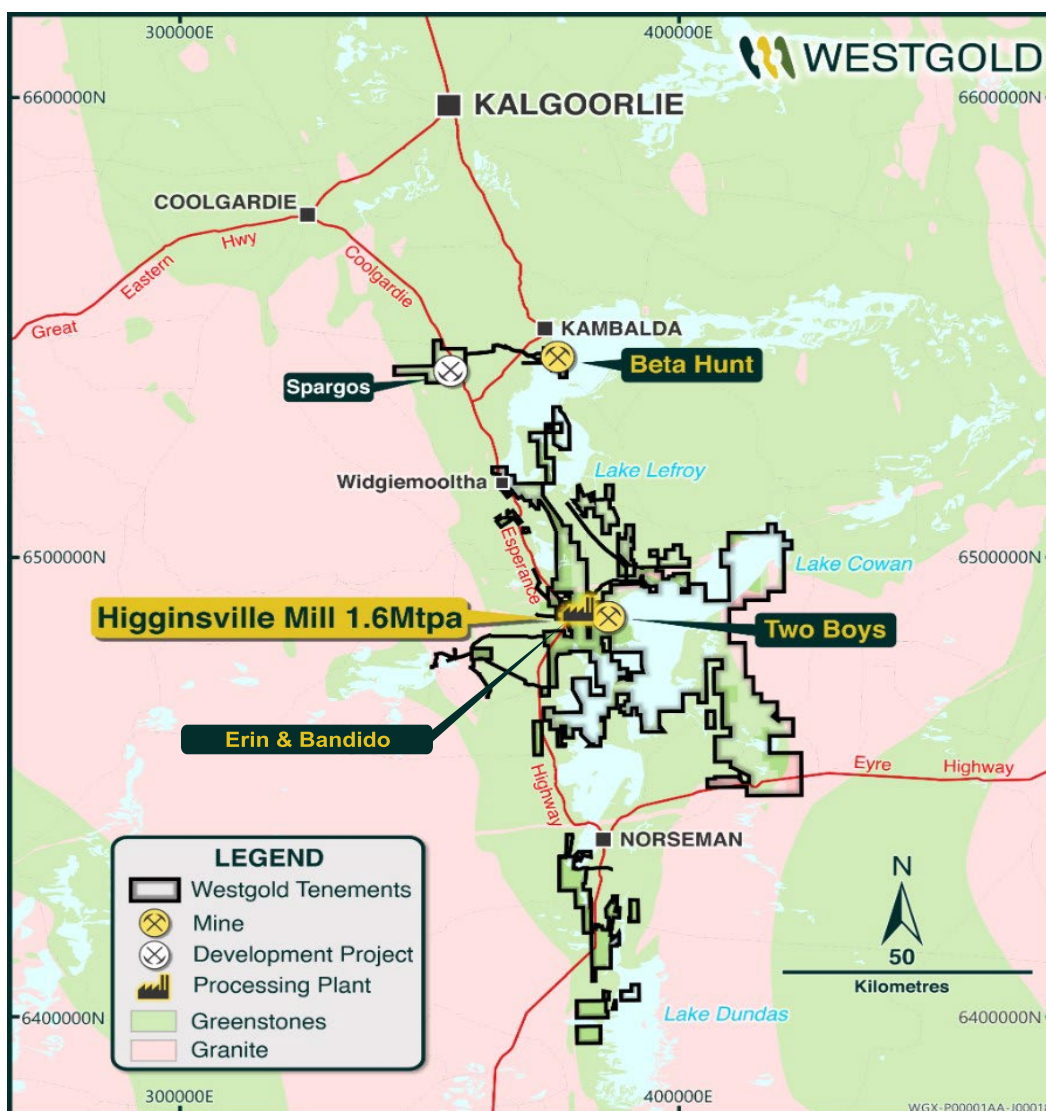 300000E
400000E
WESTGOLD
6600000N
6600000N
KALGOORLIE
COOLGARDIE
Great Eastern Hwy
Coolgardie
KAMBALDA
Beta Hunt
Spargos
Widgiemooltha
Lake Lefroy
6500000N
6500000N
Esperance
Lake Cowan
Higginsville Mill 1.6Mtpa
Two Boys
Erin & Bandido
Highway
Eyre Highway
NORSEMAN
LEGEND
Westgold Tenements
Mine
Development Project
Processing Plant
Greenstones
Granite
N
50
Kilometres
6400000N
Lake Dundas
6400000N
300000E
400000E